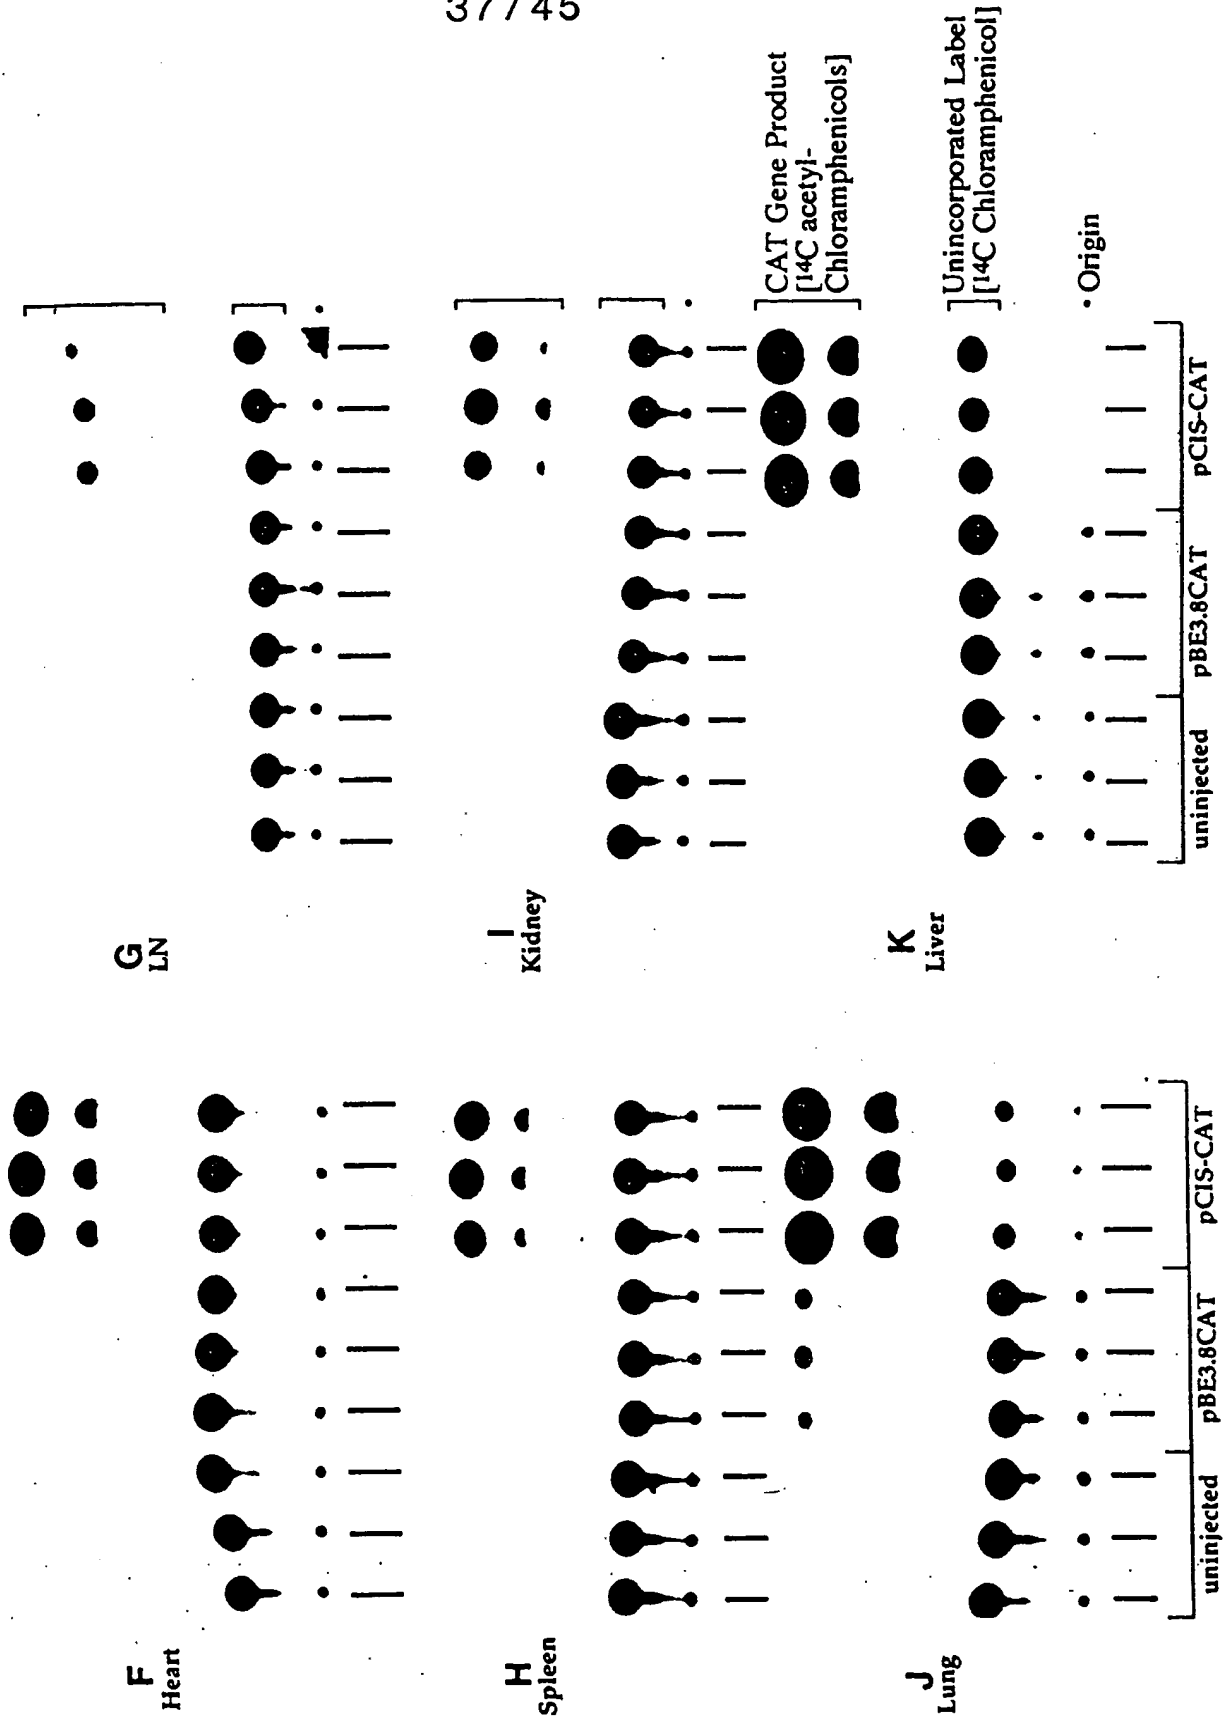 37/45
F
Heart
G
LN
H
Spleen
I
Kidney
J
Lung
K
Liver
CAT Gene Product
[14C acetyl-
Chloramphenicols]
Unincorporated Label
[14C Chloramphenicol]
Origin
uninjected
pBE3.8CAT
pCIS-CAT
uninjected
pBE3.8CAT
pCIS-CAT